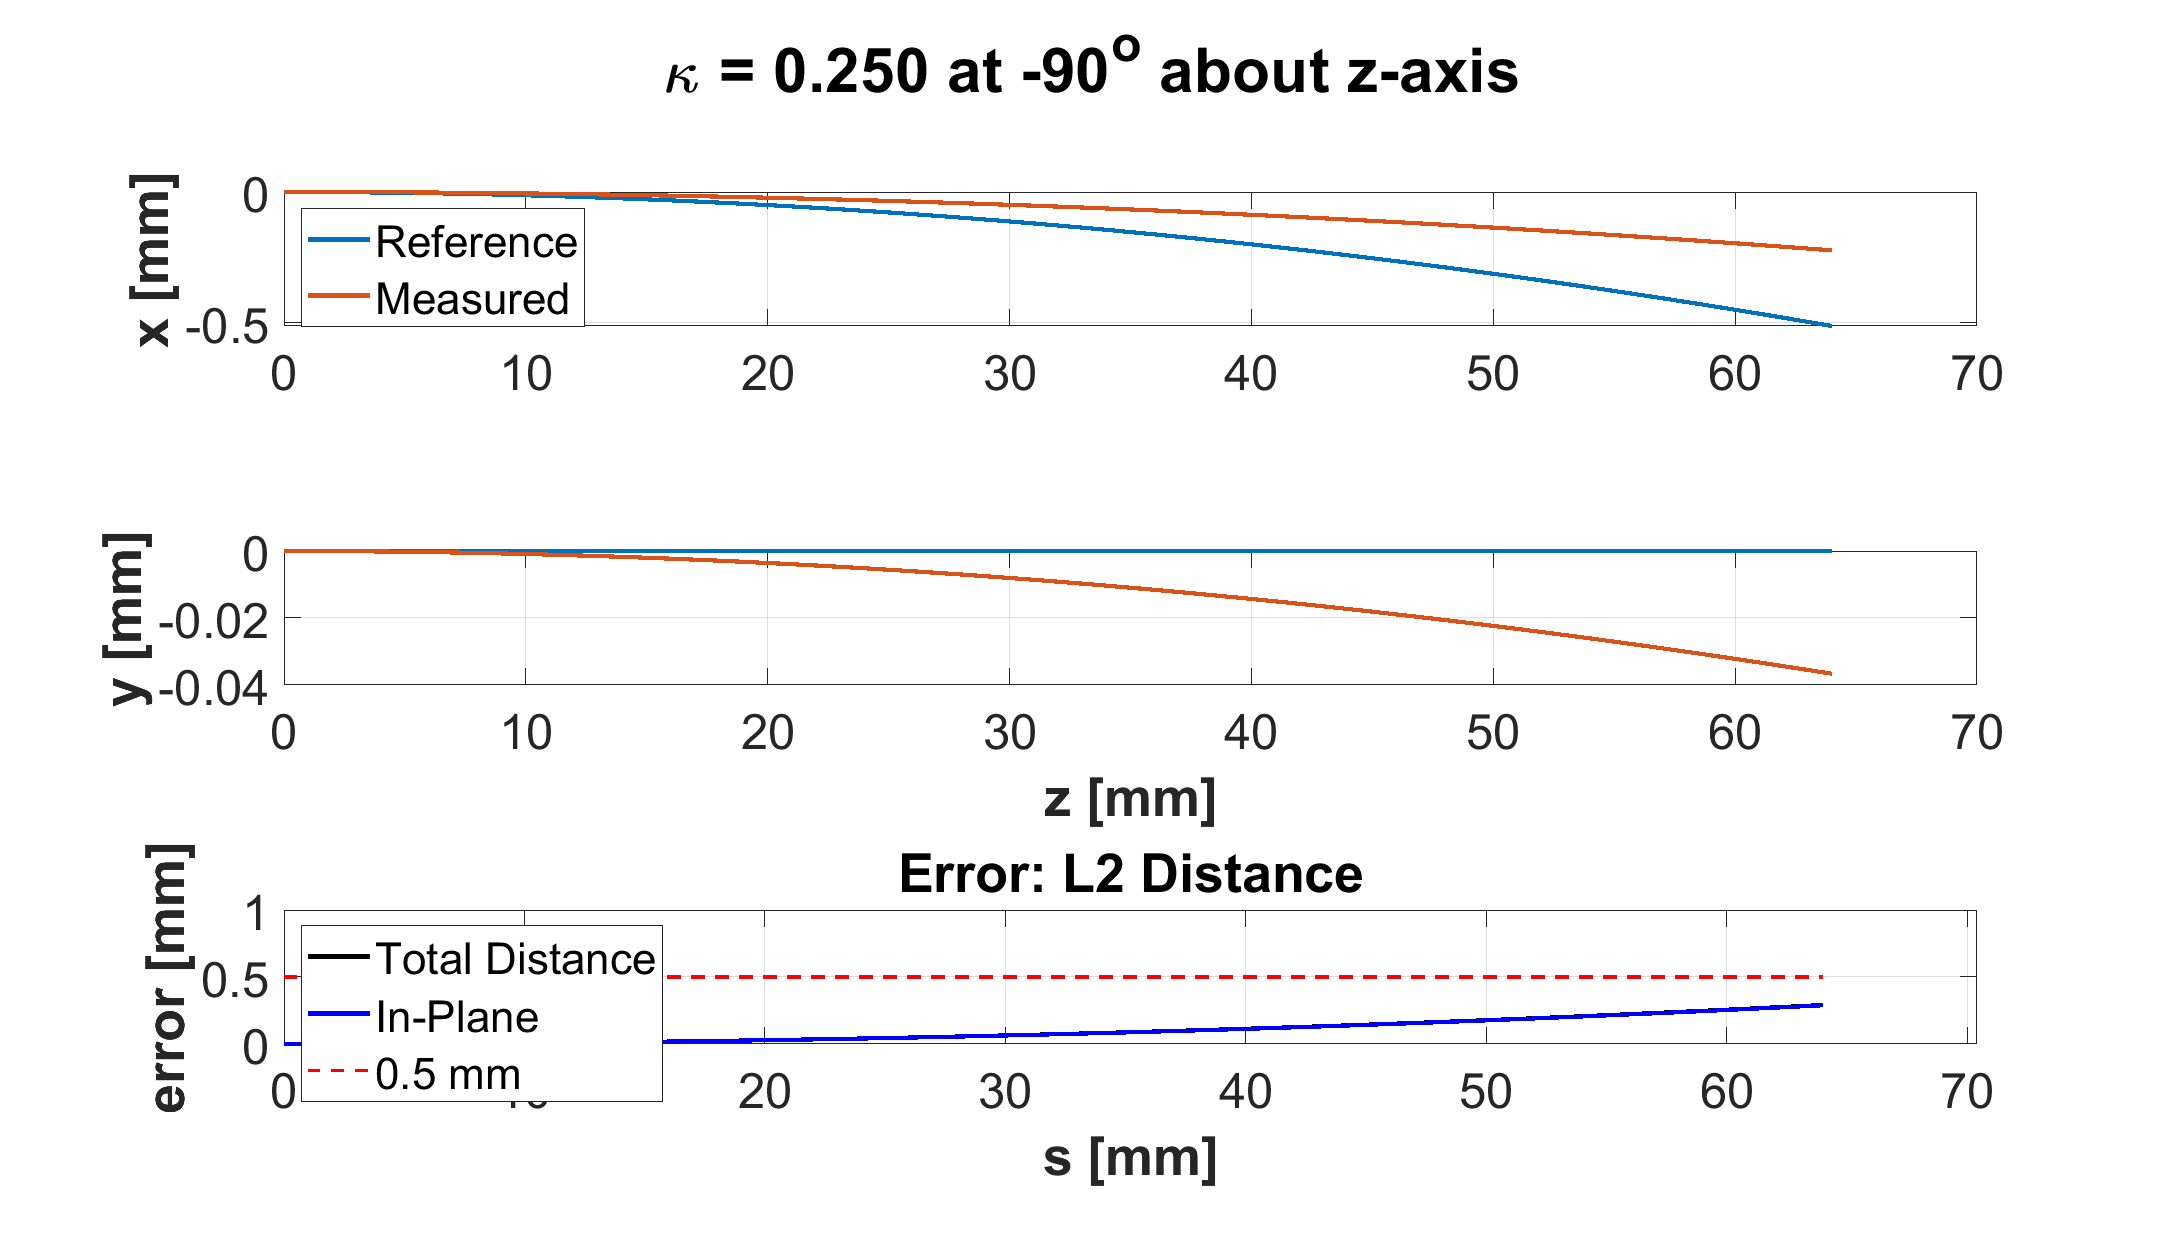 κ = 0.250 at -90° about z-axis
x [mm]
0
-0.5
Reference
Measured
0 10 20 30 40 50 60 70
y [mm]
0
-0.02
-0.04
0 10 20 30 40 50 60 70
z [mm]
Error: L2 Distance
error [mm]
1
0.5
0
Total Distance
In-Plane
0.5 mm
0 20 30 40 50 60 70
s [mm]